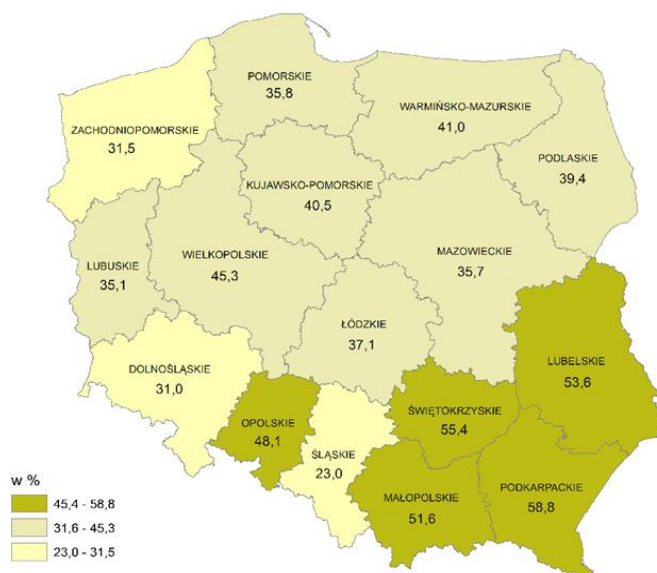 POMORSKIE
35,8
WARMIŃSKO-MAZURSKIE
41,0
ZACHODNIOPOMORSKIE
31,5
PODLASKIE
39,4
KUJAWSKO-POMORSKIE
40,5
MAZOWIECKIE
35,7
WIELKOPOLSKIE
45,3
LUBUSKIE
35,1
ŁÓDZKIE
37,1
LUBELSKIE
53,6
DOLNOŚLĄSKIE
31,0
ŚWIĘTOKRZYSKIE
55,4
OPOLSKIE
48,1
ŚLĄSKIE
23,0
MAŁOPOLSKIE
51,6
PODKARPACKIE
58,8
w %
45,4 - 58,8
31,6 - 45,3
23,0 - 31,5